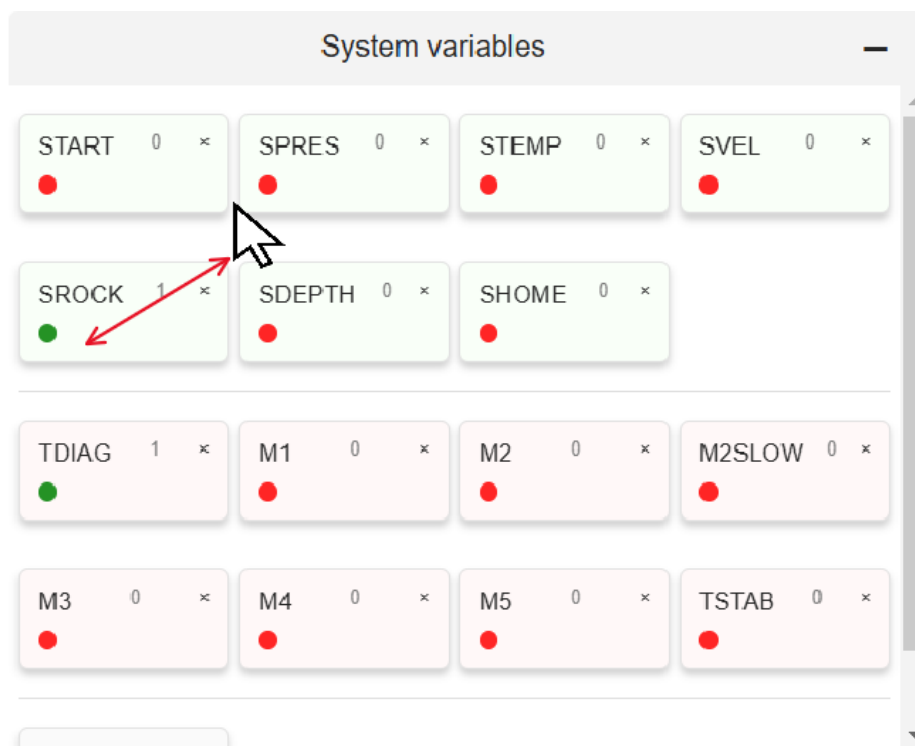 System variables
START 0 × SPRES 0 × STEMP 0 × SVEL 0 ×
SROCK 1 × SDEPTH 0 × SHOME 0 ×
TDIAG 1 × M1 0 × M2 0 × M2SLOW 0 ×
M3 0 × M4 0 × M5 0 × TSTAB 0 ×